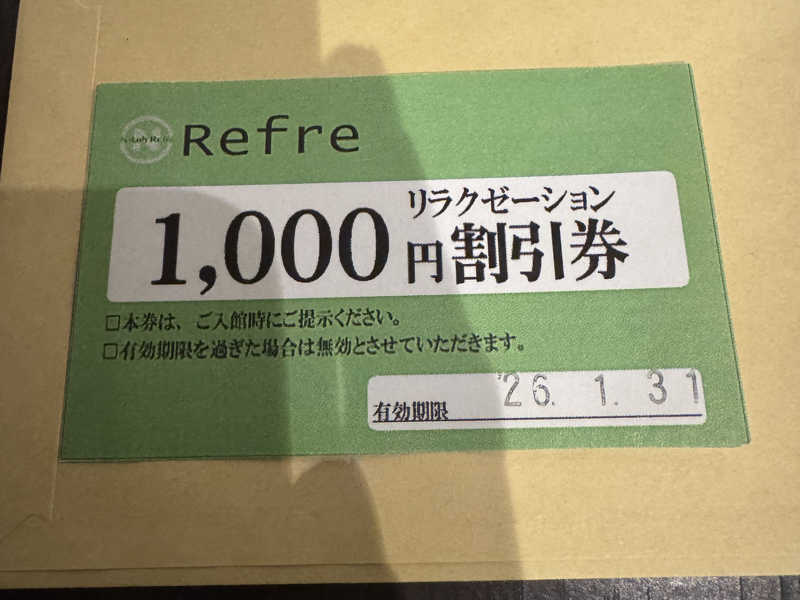 Refre
リラクゼーション
1,000円割引券
□本券は、ご入館時にご提示ください。
□有効期限を過ぎた場合は無効とさせていただきます。
有効期限 '26. 1. 31